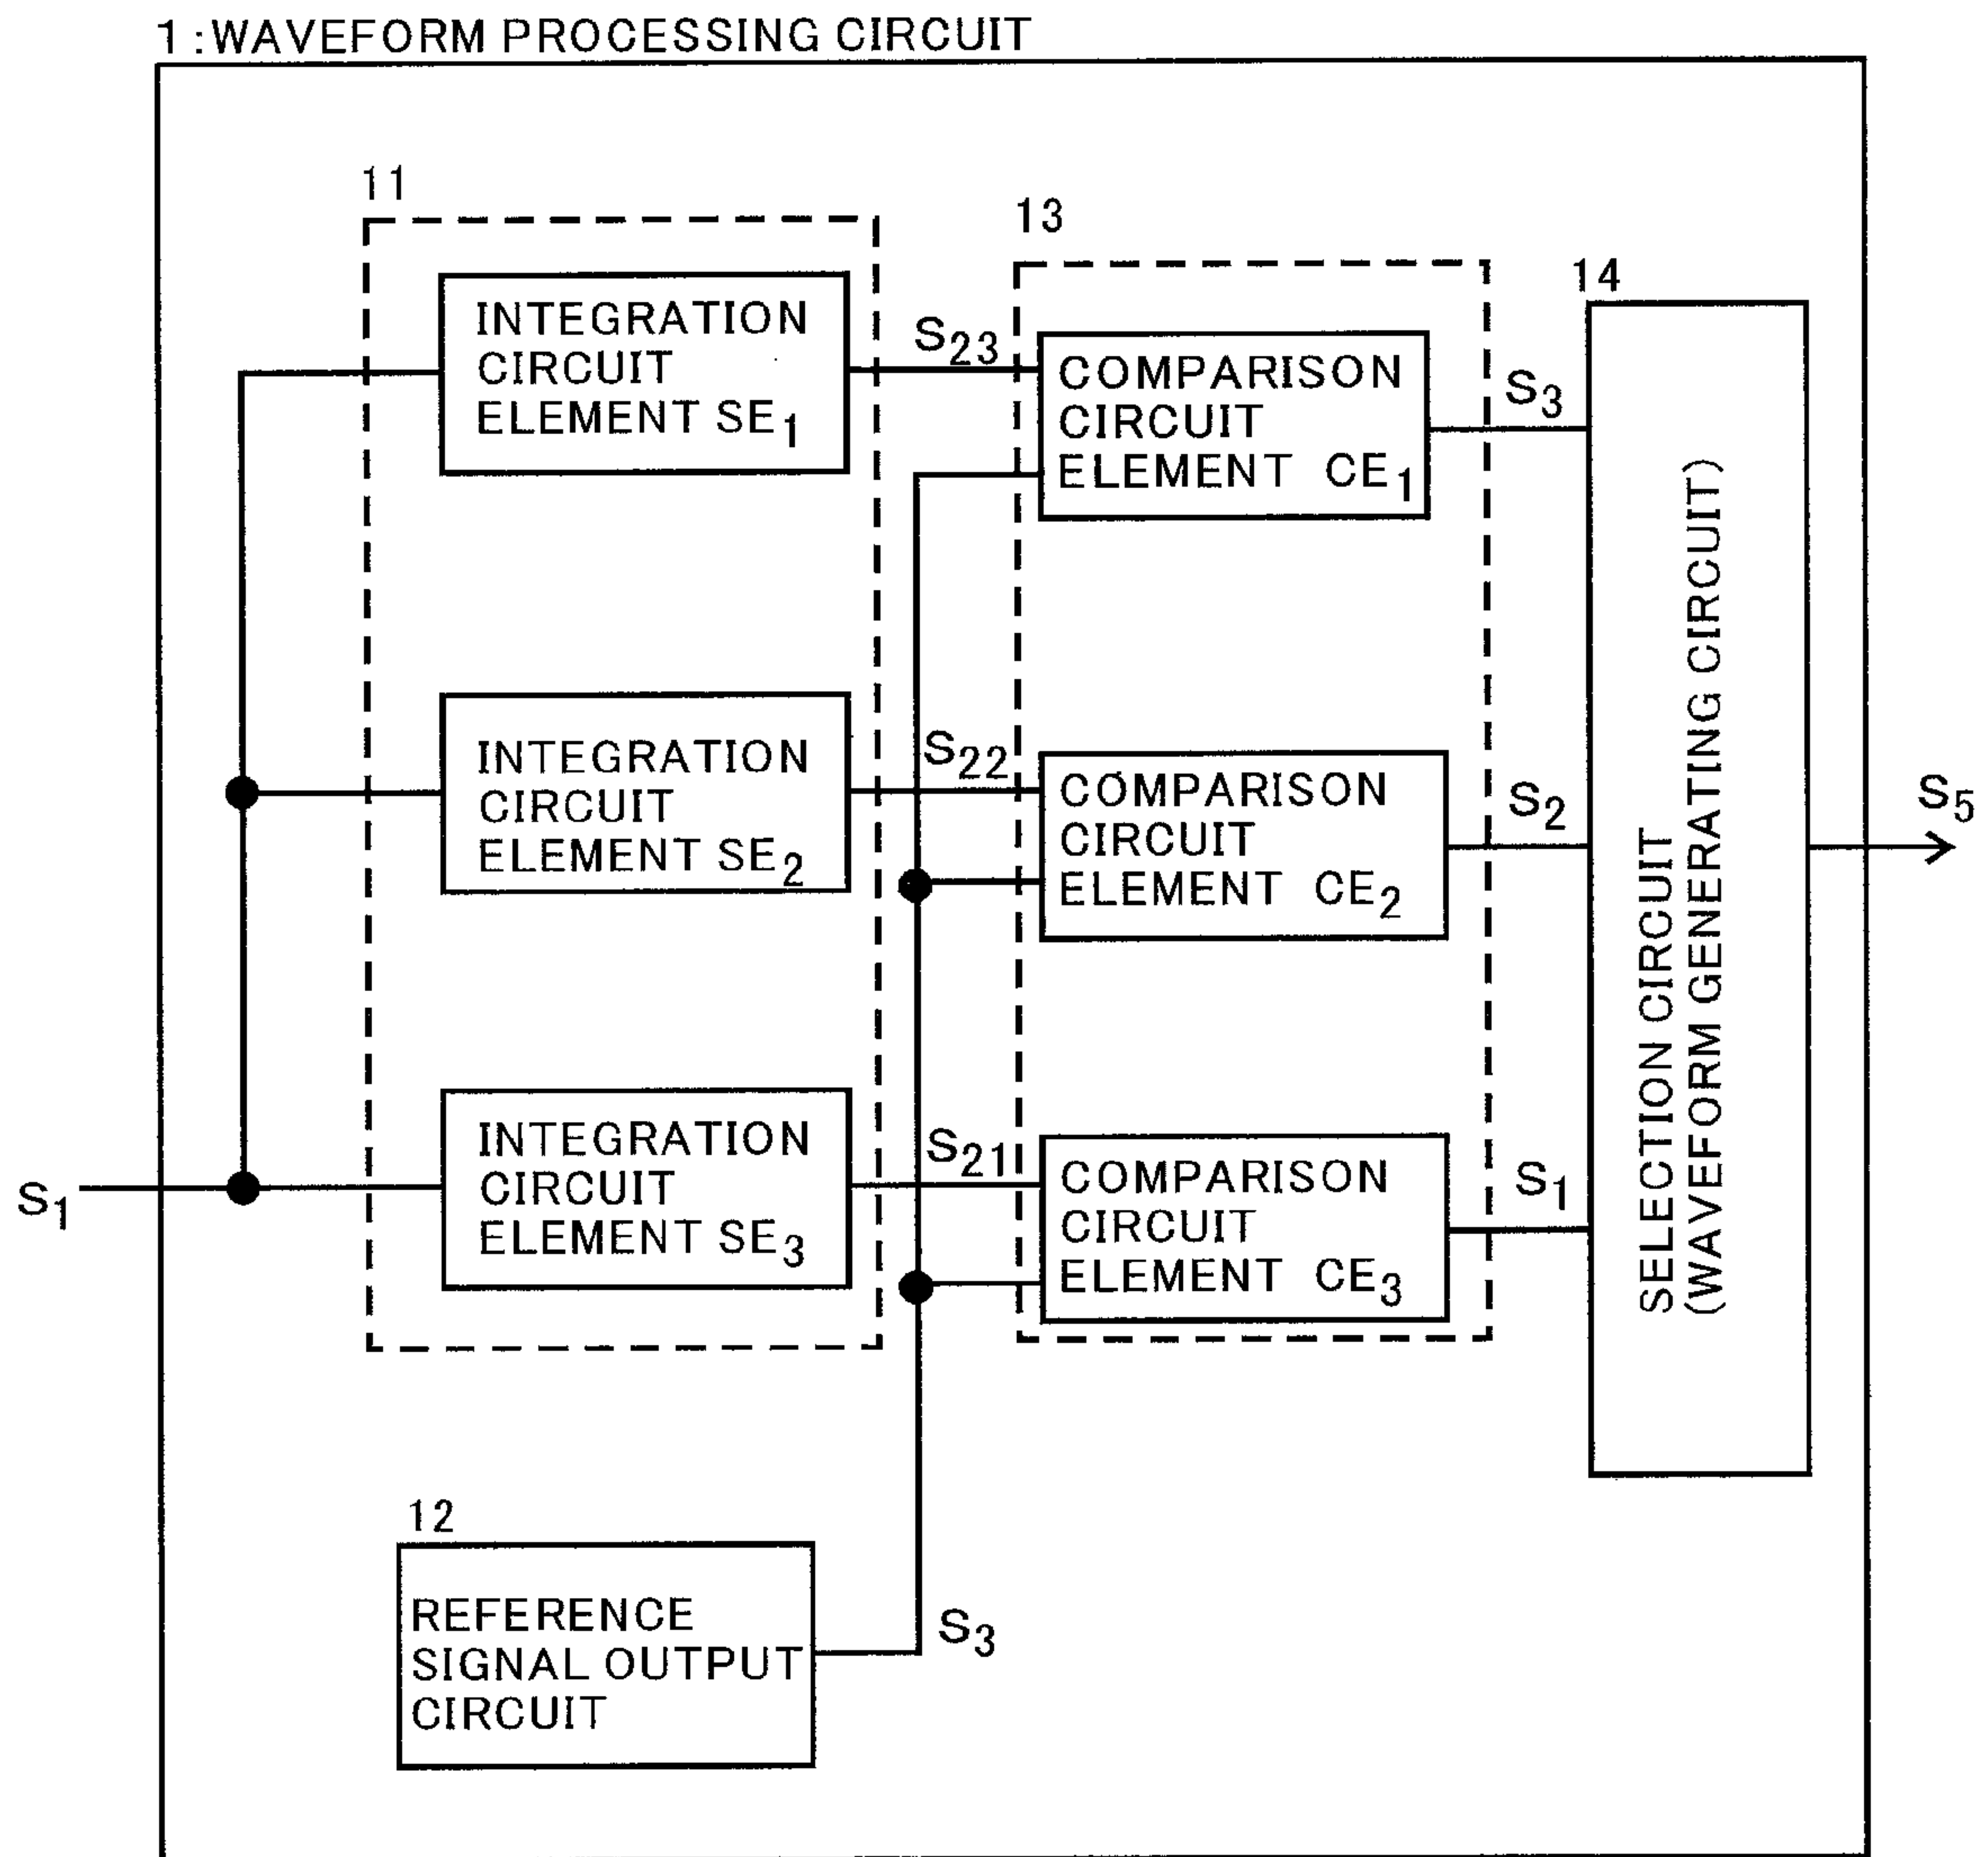 1:WAVEFORM PROCESSING CIRCUIT
11
INTEGRATION
CIRCUIT
ELEMENT SE1
S23
13
COMPARISON
CIRCUIT
ELEMENT CE1
S3
14
SELECTION CIRCUIT
(WAVEFORM GENERATING CIRCUIT)
INTEGRATION
CIRCUIT
ELEMENT SE2
S22
COMPARISON
CIRCUIT
ELEMENT CE2
S2
S5
S1
INTEGRATION
CIRCUIT
ELEMENT SE3
S21
COMPARISON
CIRCUIT
ELEMENT CE3
S1
12
REFERENCE
SIGNAL OUTPUT
CIRCUIT
S3